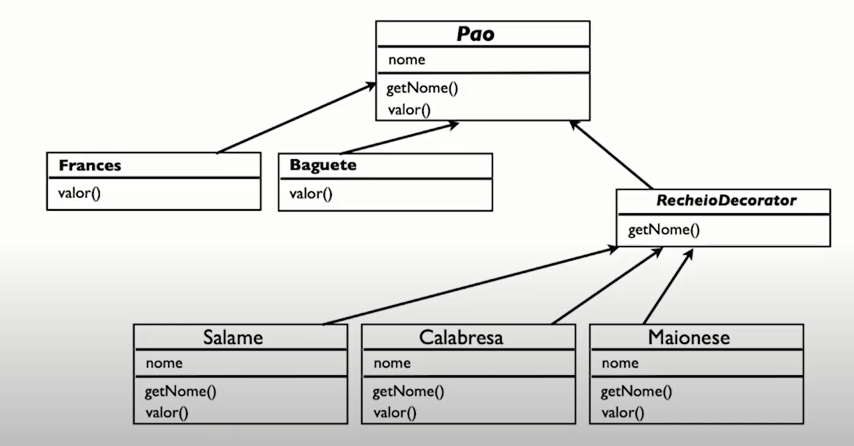 Pao
nome
getNome()
valor()
Frances
valor()
Baguete
valor()
RecheioDecorator
getNome()
Salame
nome
getNome()
valor()
Calabresa
nome
getNome()
valor()
Maionese
nome
getNome()
valor()